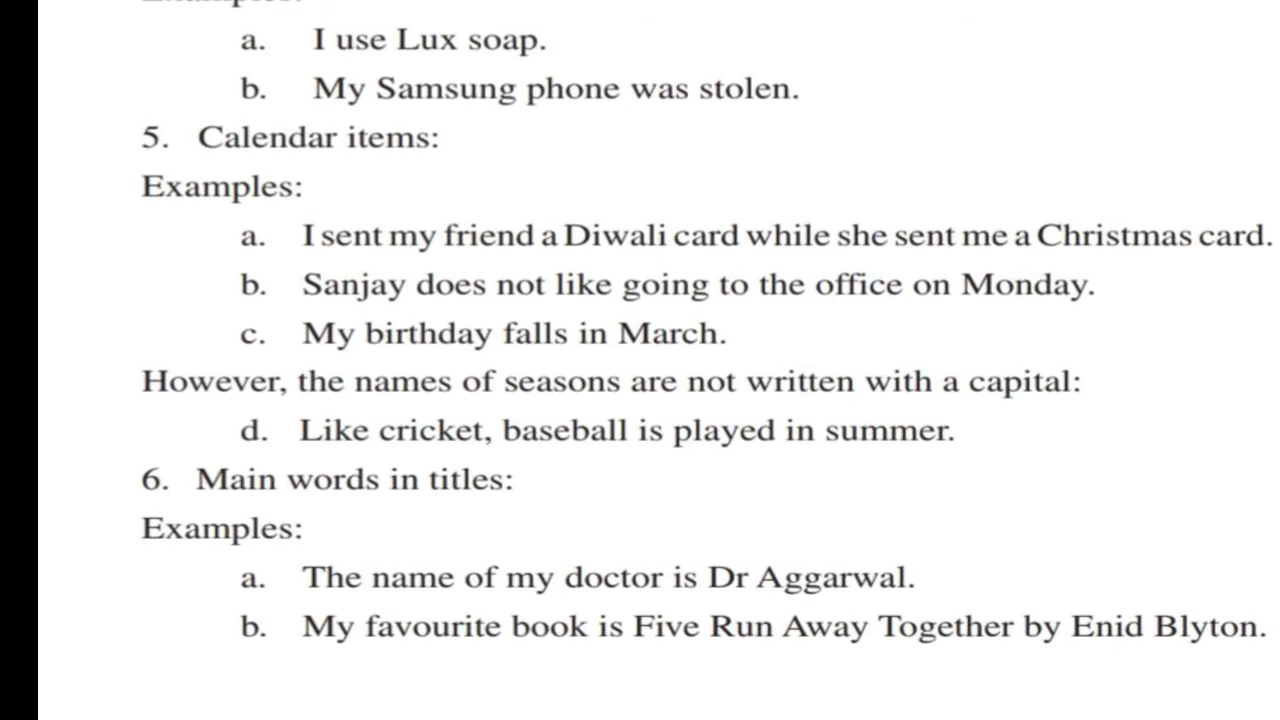 a. I use Lux soap.
b. My Samsung phone was stolen.
5. Calendar items:
Examples:
a. I sent my friend a Diwali card while she sent me a Christmas card.
b. Sanjay does not like going to the office on Monday.
c. My birthday falls in March.
However, the names of seasons are not written with a capital:
d. Like cricket, baseball is played in summer.
6. Main words in titles:
Examples:
a. The name of my doctor is Dr Aggarwal.
b. My favourite book is Five Run Away Together by Enid Blyton.